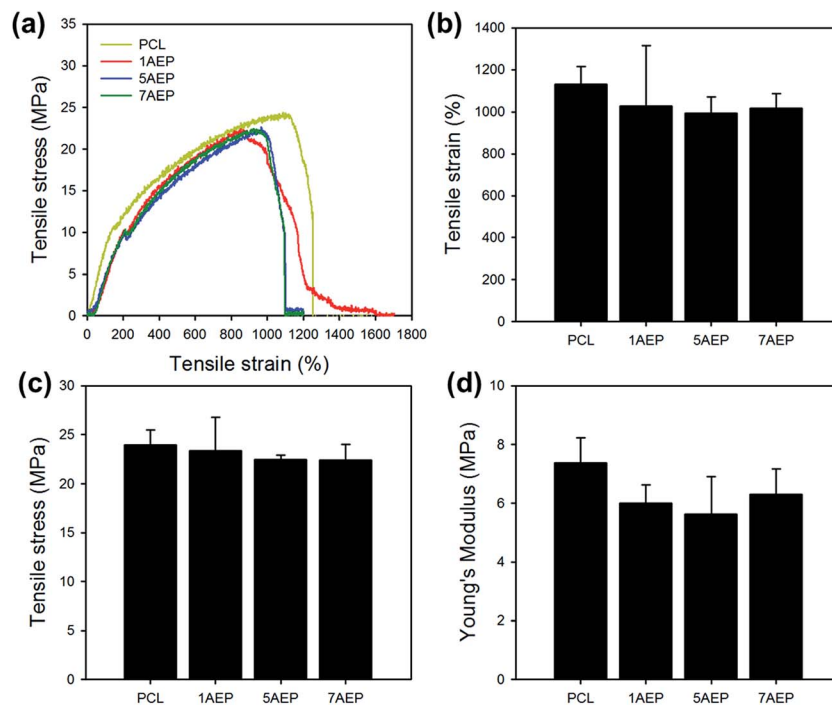 (a)
Tensile stress (MPa)
35
30
25
20
15
10
5
0
PCL
1AEP
5AEP
7AEP
0 200 400 600 800 1000 1200 1400 1600 1800
Tensile strain (%)
(b)
Tensile strain (%)
1400
1200
1000
800
600
400
200
0
PCL 1AEP 5AEP 7AEP
(c)
Tensile stress (MPa)
30
25
20
15
10
5
0
PCL 1AEP 5AEP 7AEP
(d)
Young's Modulus (MPa)
10
8
6
4
2
0
PCL 1AEP 5AEP 7AEP